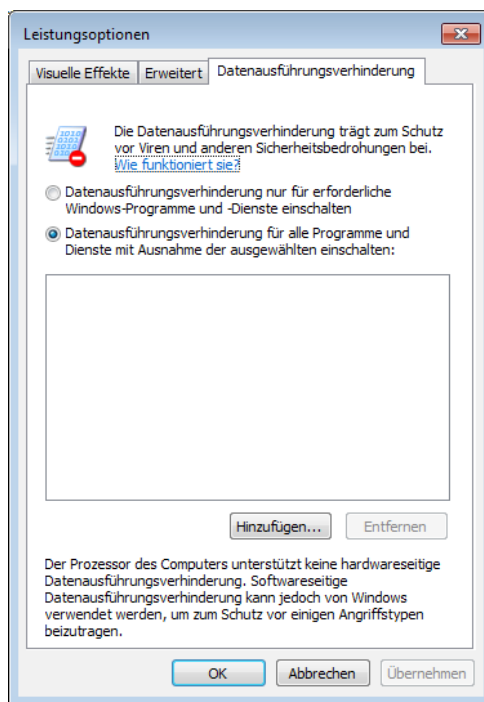 Leistungsoptionen
Visuelle Effekte Erweitert Datenausführungsverhinderung
Die Datenausführungsverhinderung trägt zum Schutz
vor Viren und anderen Sicherheitsbedrohungen bei.
Wie funktioniert sie?
Datenausführungsverhinderung nur für erforderliche
Windows-Programme und -Dienste einschalten
Datenausführungsverhinderung für alle Programme und
Dienste mit Ausnahme der ausgewählten einschalten:
Hinzufügen... Entfernen
Der Prozessor des Computers unterstützt keine hardwareseitige
Datenausführungsverhinderung. Softwareseitige
Datenausführungsverhinderung kann jedoch von Windows
verwendet werden, um zum Schutz vor einigen Angriffstypen
beizutragen.
OK Abbrechen Übernehmen